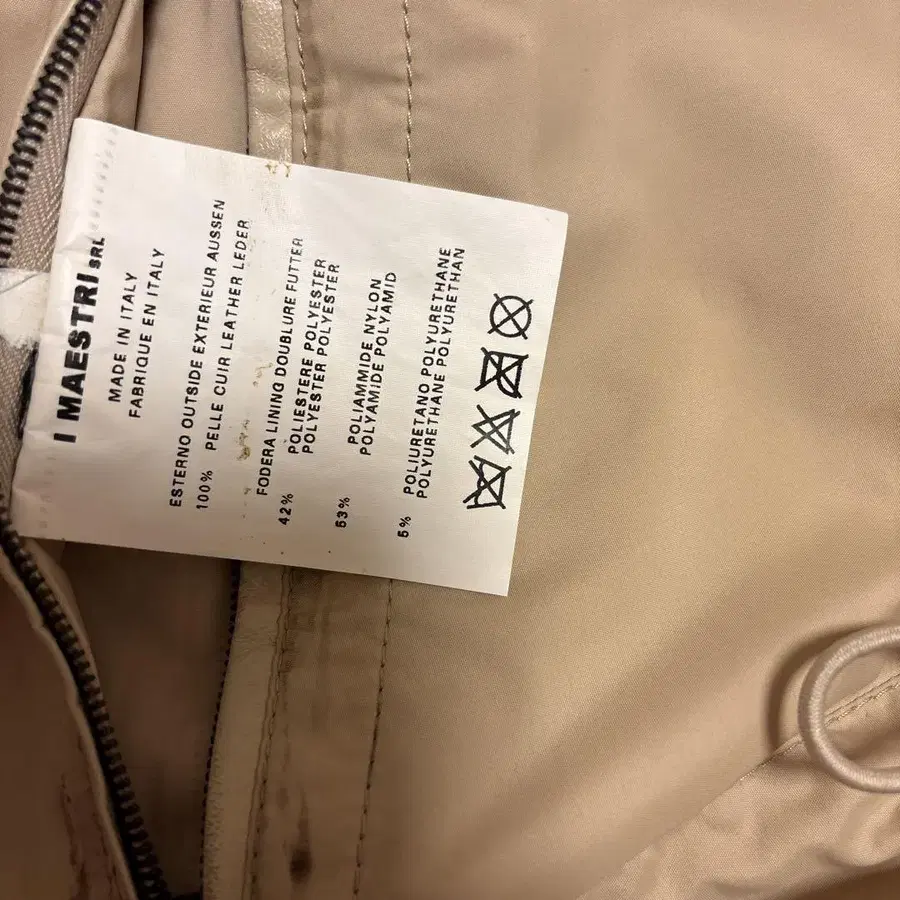 I MAESTRI SRL
MADE IN ITALY
FABRIQUE EN ITALY
ESTERNO OUTSIDE EXTERIEUR AUSSEN
100% PELLE CUIR LEATHER LEDER
FODERA LINING DOUBLURE FUTTER
42% POLIESTERE POLYESTER
POLYESTER POLYESTER
53% POLIAMMIDE NYLON
POLYAMIDE POLYAMID
5% POLIURETANO POLYURETHANE
POLYURETHANE POLYURETHAN